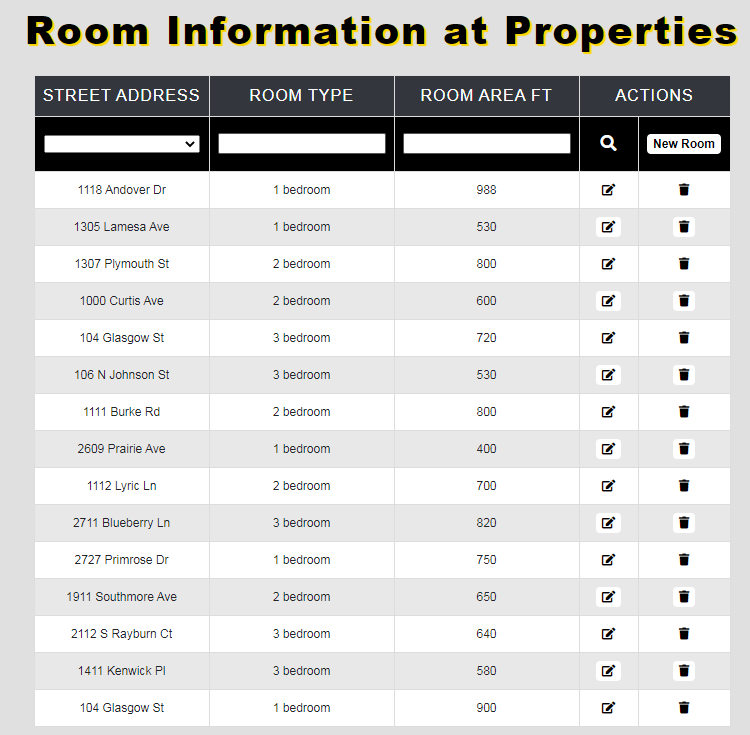 Room Information at Properties
STREET ADDRESS ROOM TYPE ROOM AREA FT ACTIONS
New Room
1118 Andover Dr 1 bedroom 988
1305 Lamesa Ave 1 bedroom 530
1307 Plymouth St 2 bedroom 800
1000 Curtis Ave 2 bedroom 600
104 Glasgow St 3 bedroom 720
106 N Johnson St 3 bedroom 530
1111 Burke Rd 2 bedroom 800
2609 Prairie Ave 1 bedroom 400
1112 Lyric Ln 2 bedroom 700
2711 Blueberry Ln 3 bedroom 820
2727 Primrose Dr 1 bedroom 750
1911 Southmore Ave 2 bedroom 650
2112 S Rayburn Ct 3 bedroom 640
1411 Kenwick Pl 3 bedroom 580
104 Glasgow St 1 bedroom 900